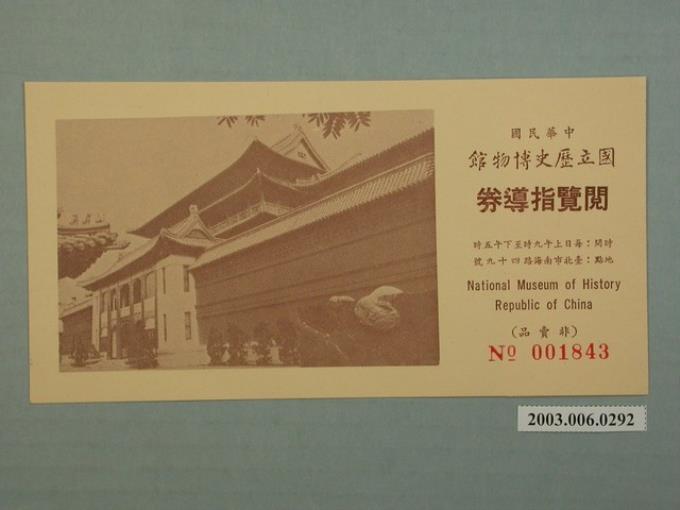 中華民國
國立歷史博物館
閱覽指導券
時間：每日上午九時至下午五時
地點：臺北市南海路四十九號
National Museum of History
Republic of China
(非賣品)
Nº 001843
2003.006.0292